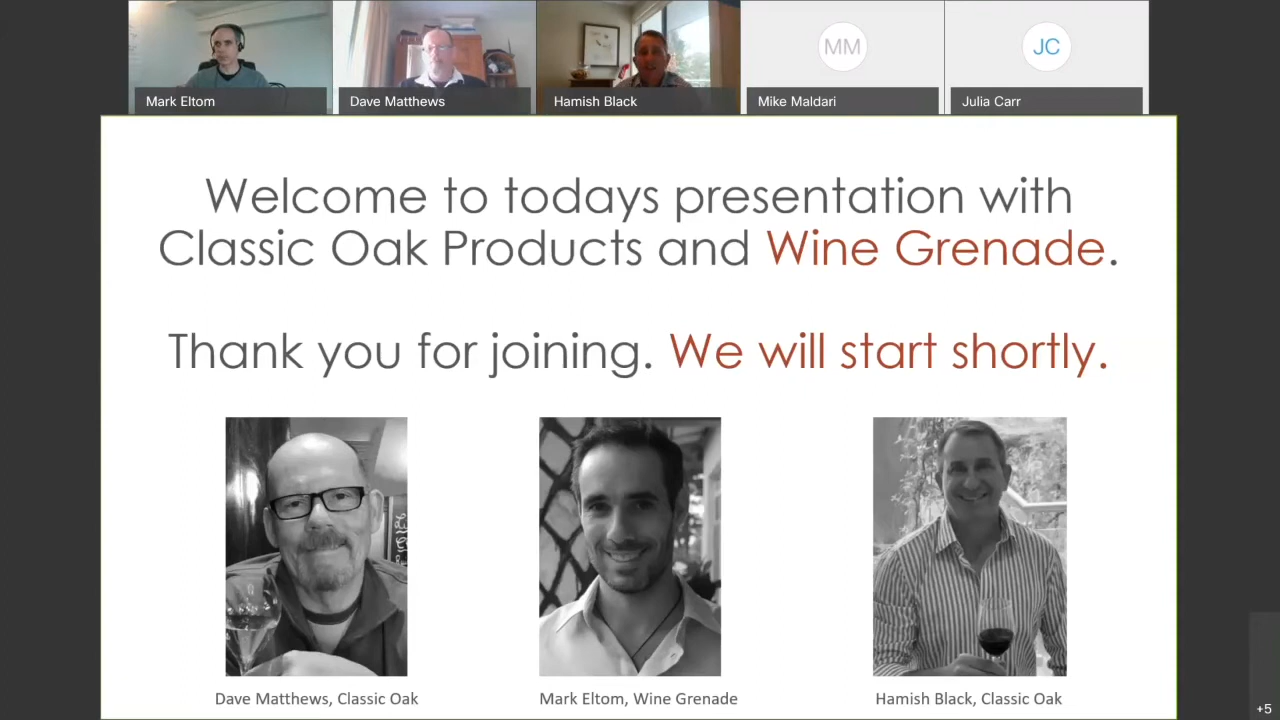 Mark Eltom
Dave Matthews
Hamish Black
MM
Mike Maldari
JC
Julia Carr
Welcome to todays presentation with
Classic Oak Products and Wine Grenade.
Thank you for joining. We will start shortly.
Dave Matthews, Classic Oak
Mark Eltom, Wine Grenade
Hamish Black, Classic Oak
+5